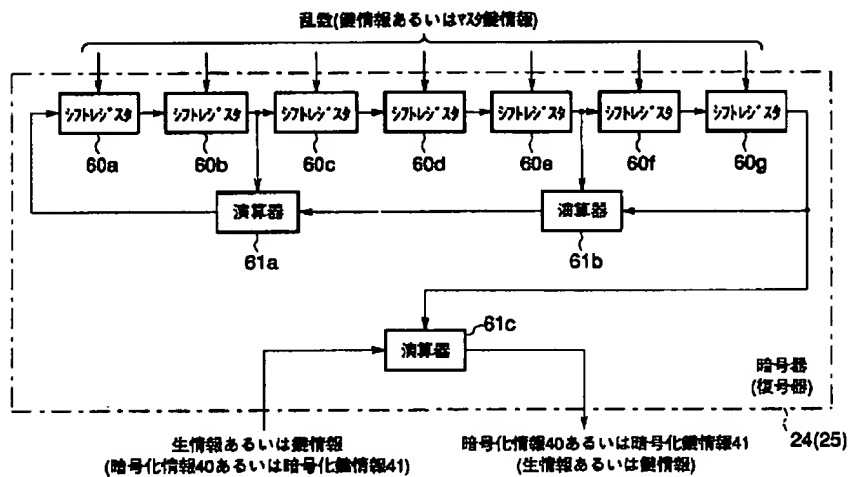 乱数(鍵情報あるいはﾏｽﾀ鍵情報)
ｼﾌﾄﾚｼﾞｽﾀ ｼﾌﾄﾚｼﾞｽﾀ ｼﾌﾄﾚｼﾞｽﾀ ｼﾌﾄﾚｼﾞｽﾀ ｼﾌﾄﾚｼﾞｽﾀ ｼﾌﾄﾚｼﾞｽﾀ ｼﾌﾄﾚｼﾞｽﾀ
60a 60b 60c 60d 60e 60f 60g
演算器 演算器
61a 61b
61c
演算器
暗号器
(復号器)
24(25)
生情報あるいは鍵情報
(暗号化情報40あるいは暗号化鍵情報41)
暗号化情報40あるいは暗号化鍵情報41
(生情報あるいは鍵情報)